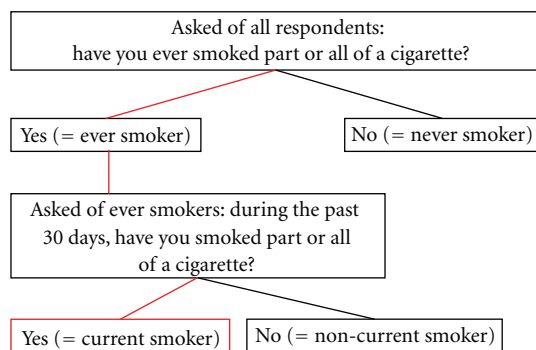 Asked of all respondents:
have you ever smoked part or all of a cigarette?
Yes (= ever smoker)
No (= never smoker)
Asked of ever smokers: during the past
30 days, have you smoked part or all
of a cigarette?
Yes (= current smoker)
No (= non-current smoker)